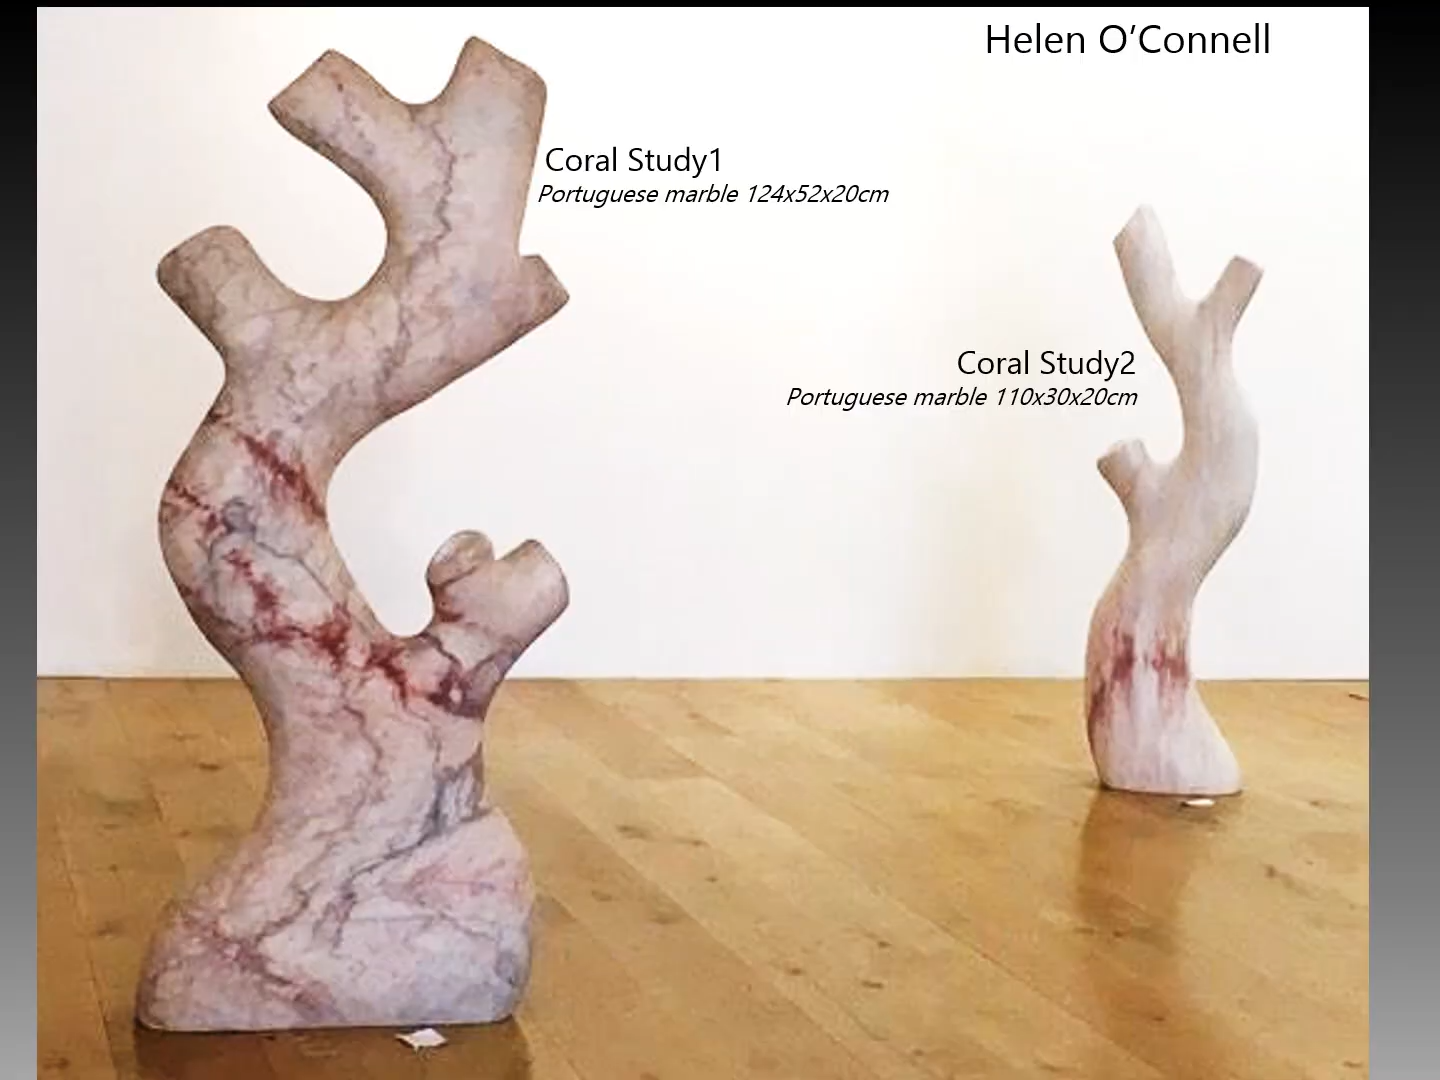 Helen O’Connell
Coral Study1
Portuguese marble 124x52x20cm
Coral Study2
Portuguese marble 110x30x20cm